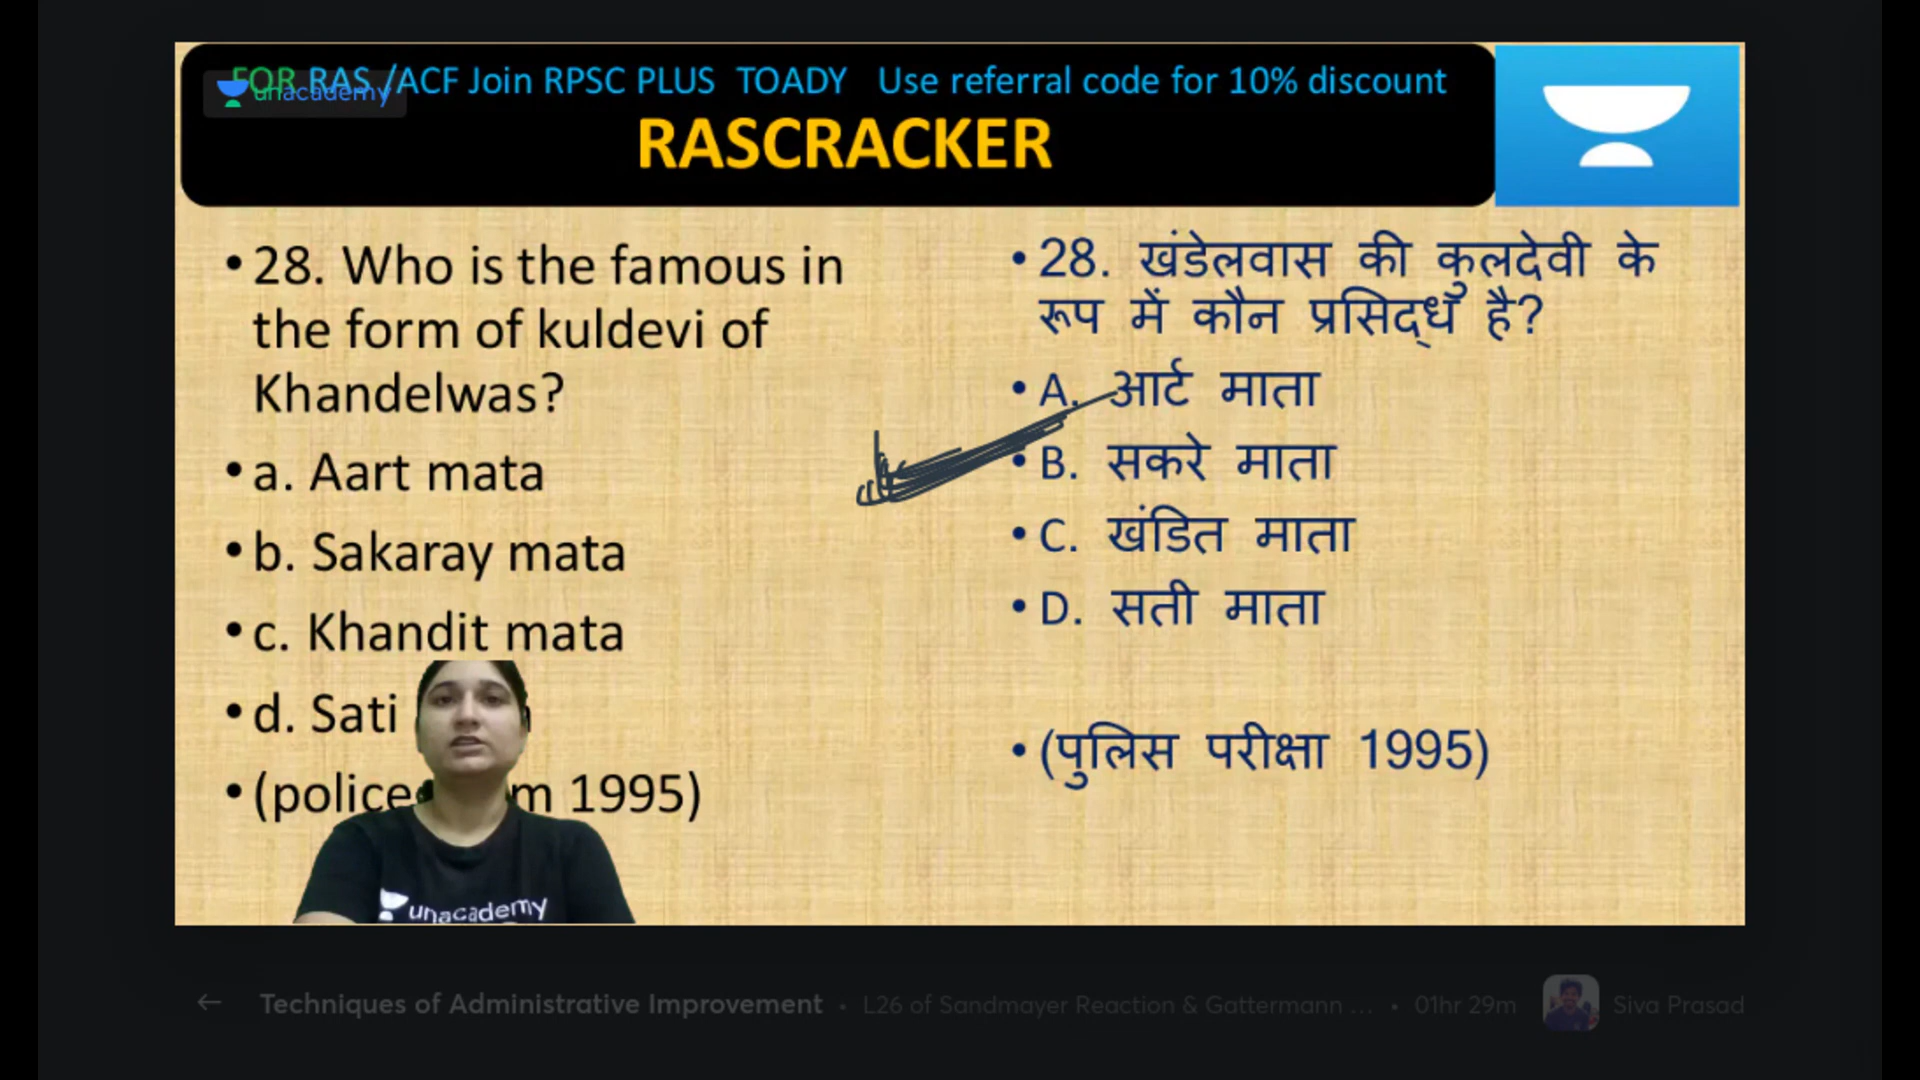 FOR RAS /ACF Join RPSC PLUS TOADY Use referral code for 10% discount
unacademy
RASCRACKER
• 28. Who is the famous in
the form of kuldevi of
Khandelwas?
• a. Aart mata
• b. Sakaray mata
• c. Khandit mata
• d. Sati
• (police 1995)
• 28. खंडेलवास की कुलदेवी के
रूप में कौन प्रसिद्ध है?
• A. आर्ट माता
• B. सकरे माता
• C. खंडित माता
• D. सती माता
• (पुलिस परीक्षा 1995)
unacademy
← Techniques of Administrative Improvement • L26 of Sandmayer Reaction & Gattermann ... • 01hr 29m Siva Prasad